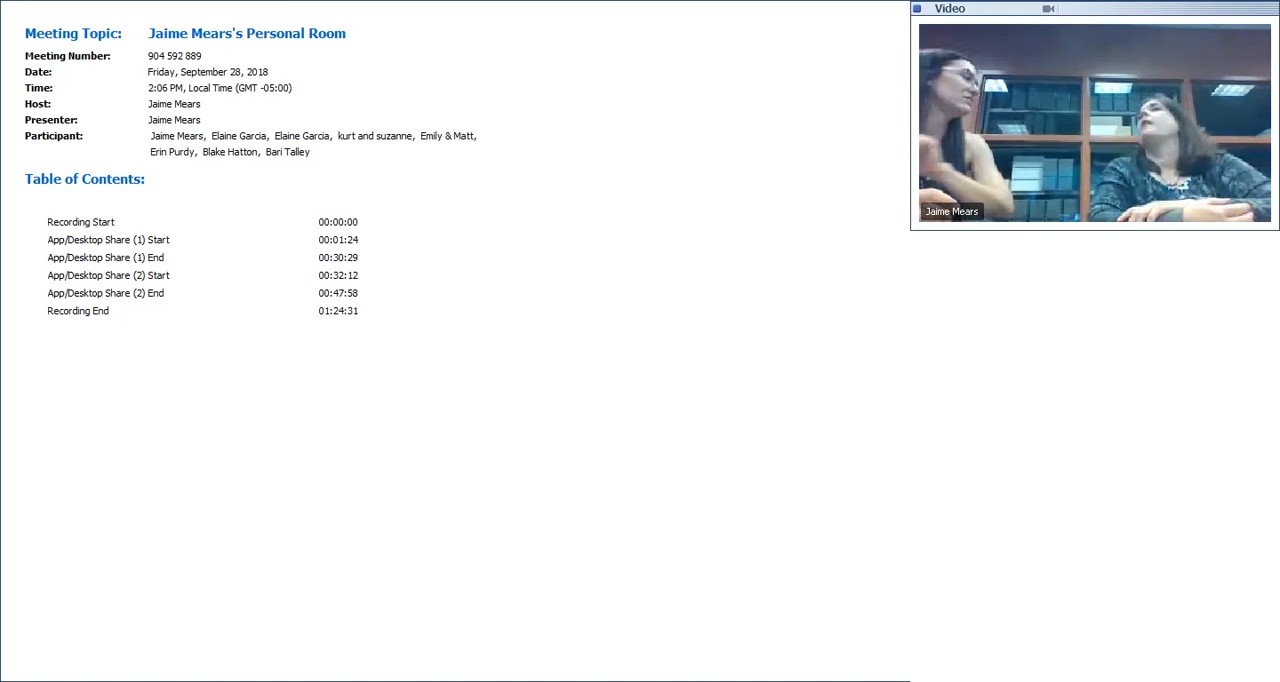 Meeting Topic: Jaime Mears's Personal Room
Meeting Number: 904 592 889
Date: Friday, September 28, 2018
Time: 2:06 PM, Local Time (GMT -05:00)
Host: Jaime Mears
Presenter: Jaime Mears
Participant: Jaime Mears, Elaine Garcia, Elaine Garcia, kurt and suzanne, Emily & Matt,
Erin Purdy, Blake Hatton, Bari Talley
Table of Contents:
Recording Start 00:00:00
App/Desktop Share (1) Start 00:01:24
App/Desktop Share (1) End 00:30:29
App/Desktop Share (2) Start 00:32:12
App/Desktop Share (2) End 00:47:58
Recording End 01:24:31
Video
Jaime Mears